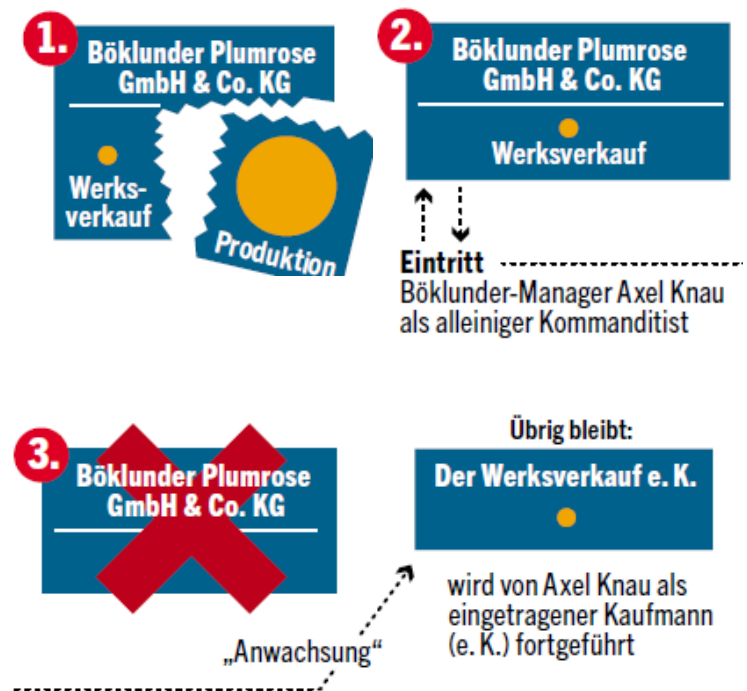 1.
Böklunder Plumrose
GmbH & Co. KG
Werks-
verkauf
Produktion
2.
Böklunder Plumrose
GmbH & Co. KG
Werksverkauf
Eintritt
Böklunder-Manager Axel Knau
als alleiniger Kommanditist
3.
Böklunder Plumrose
GmbH & Co. KG
„Anwachsung“
Übrig bleibt:
Der Werksverkauf e. K.
wird von Axel Knau als
eingetragener Kaufmann
(e. K.) fortgeführt